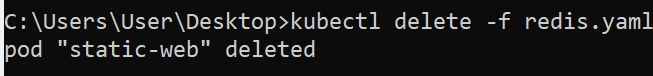 C:\Users\User\Desktop>kubectl delete -f redis.yaml
pod "static-web" deleted